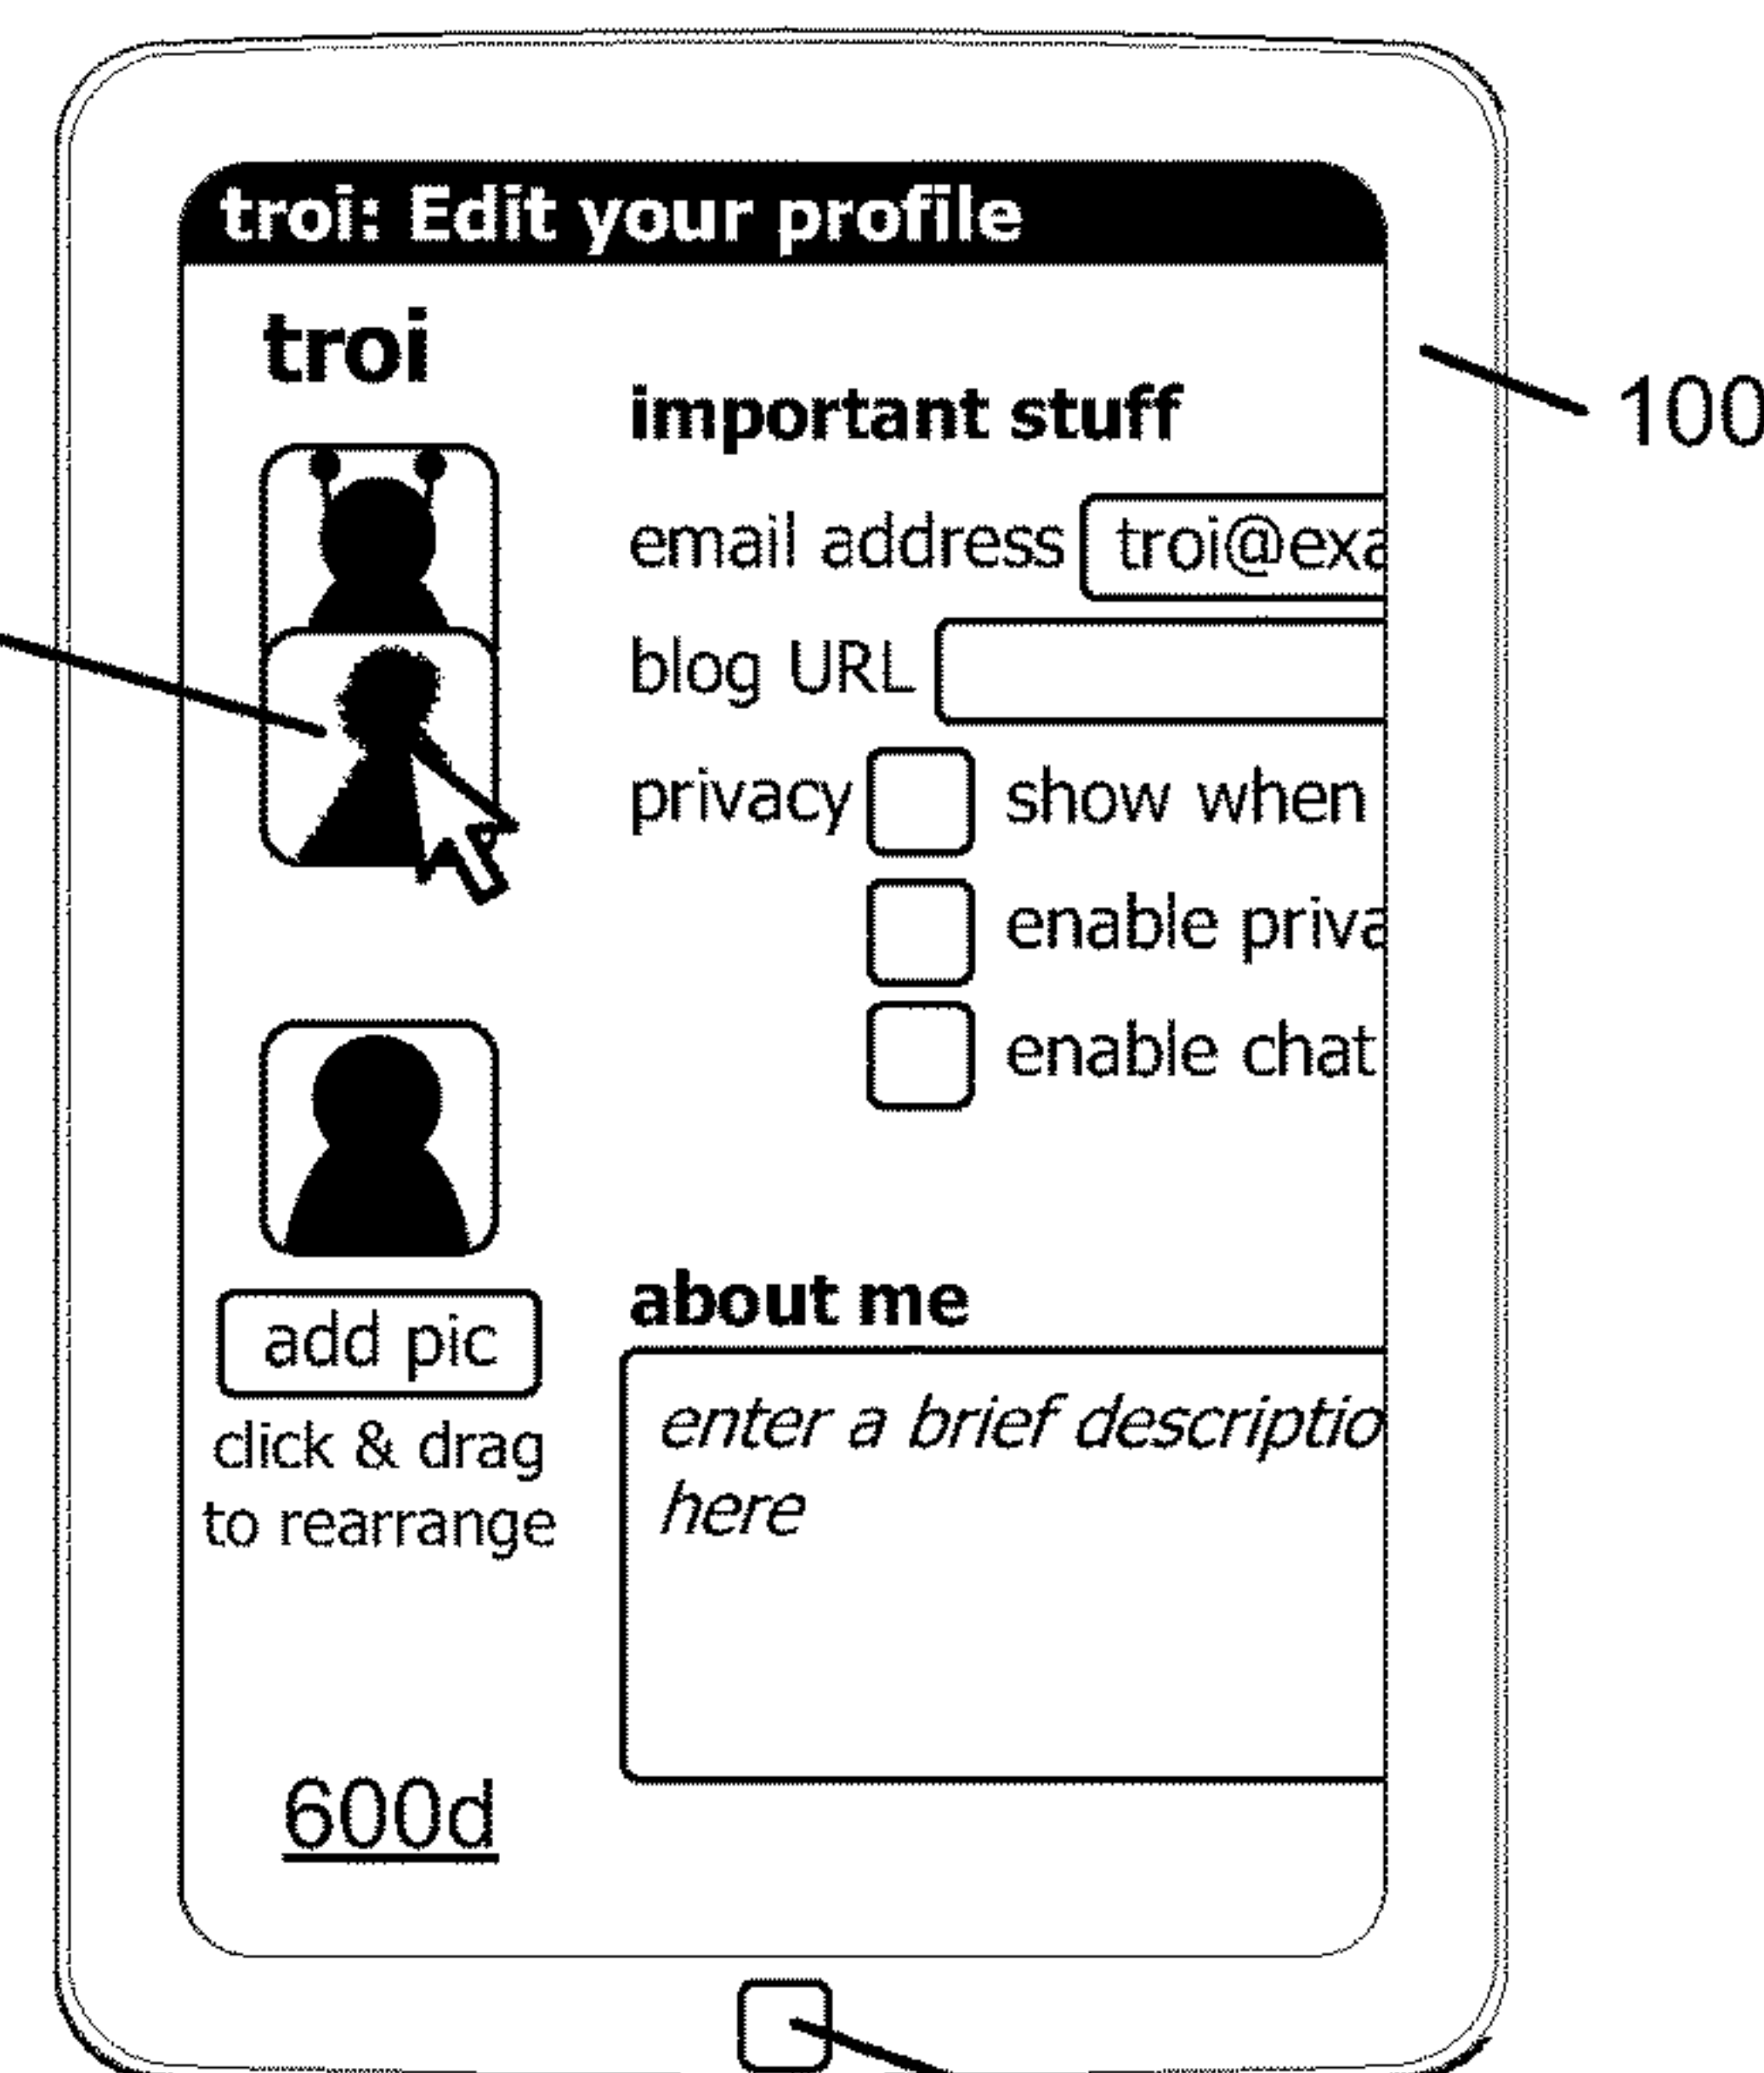 troi: Edit your profile
troi
important stuff
100
email address troi@exa
blog URL
privacy show when
enable priva
enable chat
add pic
click & drag
to rearrange
about me
enter a brief descriptio
here
600d